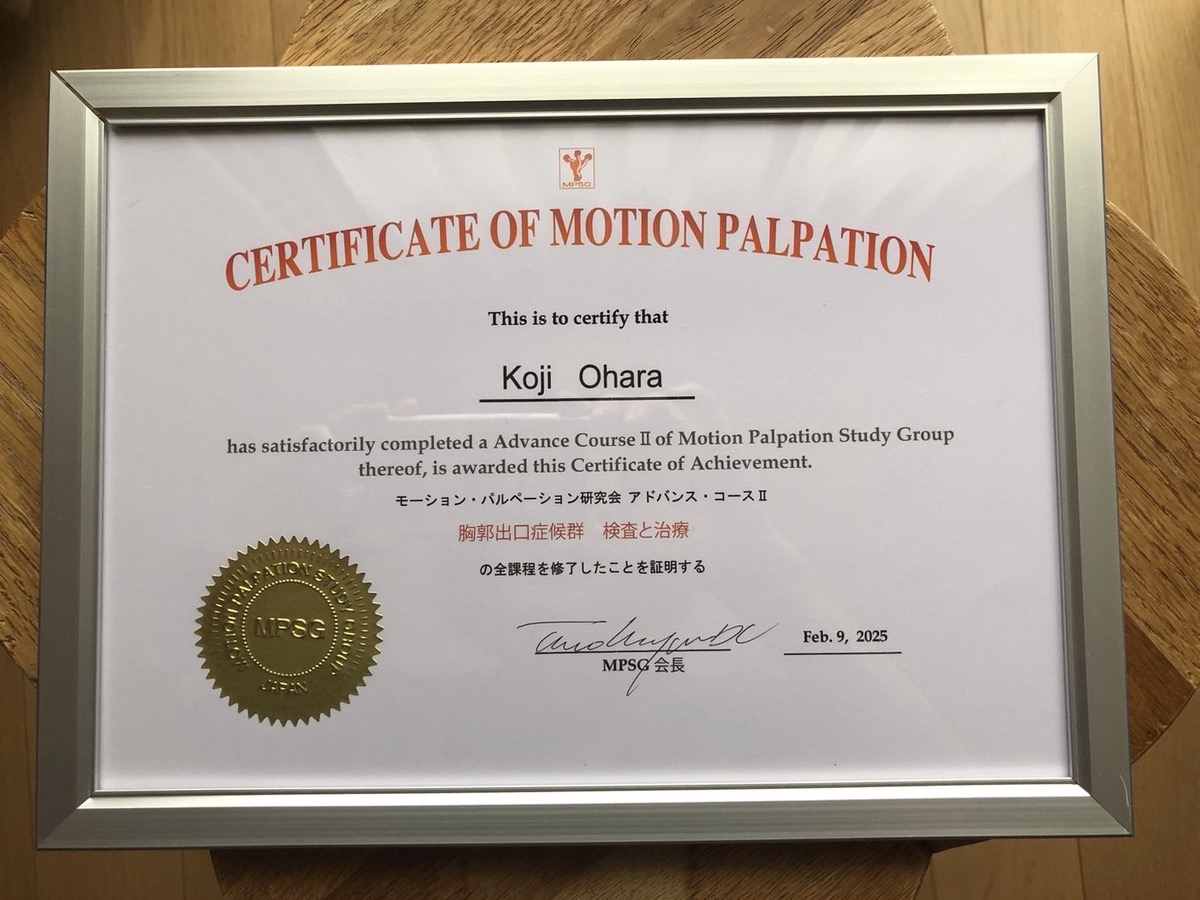 MPSG
CERTIFICATE OF MOTION PALPATION
This is to certify that
Koji Ohara
has satisfactorily completed a Advance Course Ⅱ of Motion Palpation Study Group
thereof, is awarded this Certificate of Achievement.
モーション・パルペーション研究会 アドバンス・コースⅡ
胸郭出口症候群 検査と治療
の全課程を修了したことを証明する
MOTION PALPATION STUDY GROUP
MPSG
JAPAN
Feb. 9, 2025
MPSG 会長